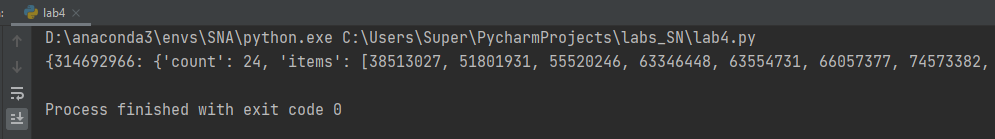 lab4
D:\anaconda3\envs\SNA\python.exe C:\Users\Super\PycharmProjects\labs_SN\lab4.py
{314692966: {'count': 24, 'items': [38513027, 51801931, 55520246, 63346448, 63554731, 66057377, 74573382,
Process finished with exit code 0